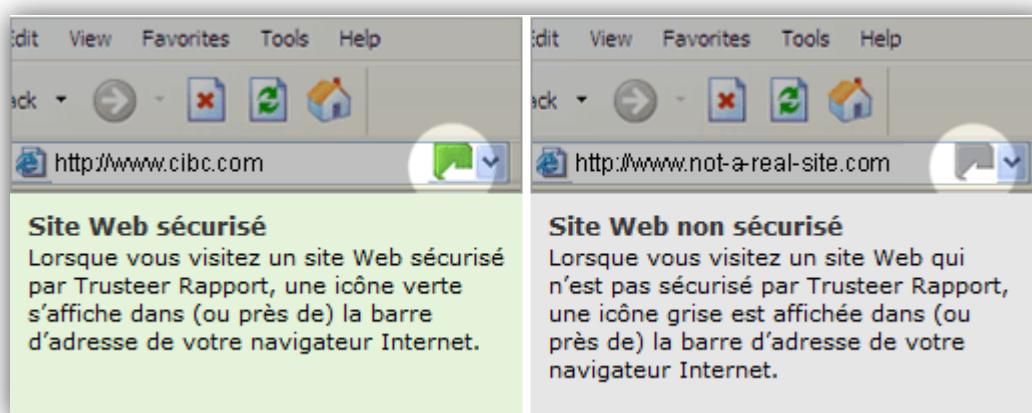 Edit View Favorites Tools Help
ack
http://www.cibc.com
Site Web sécurisé
Lorsque vous visitez un site Web sécurisé
par Trusteer Rapport, une icône verte
s’affiche dans (ou près de) la barre
d’adresse de votre navigateur Internet.
Edit View Favorites Tools Help
ack
http://www.not-a-real-site.com
Site Web non sécurisé
Lorsque vous visitez un site Web qui
n’est pas sécurisé par Trusteer Rapport,
une icône grise est affichée dans (ou
près de) la barre d’adresse de votre
navigateur Internet.